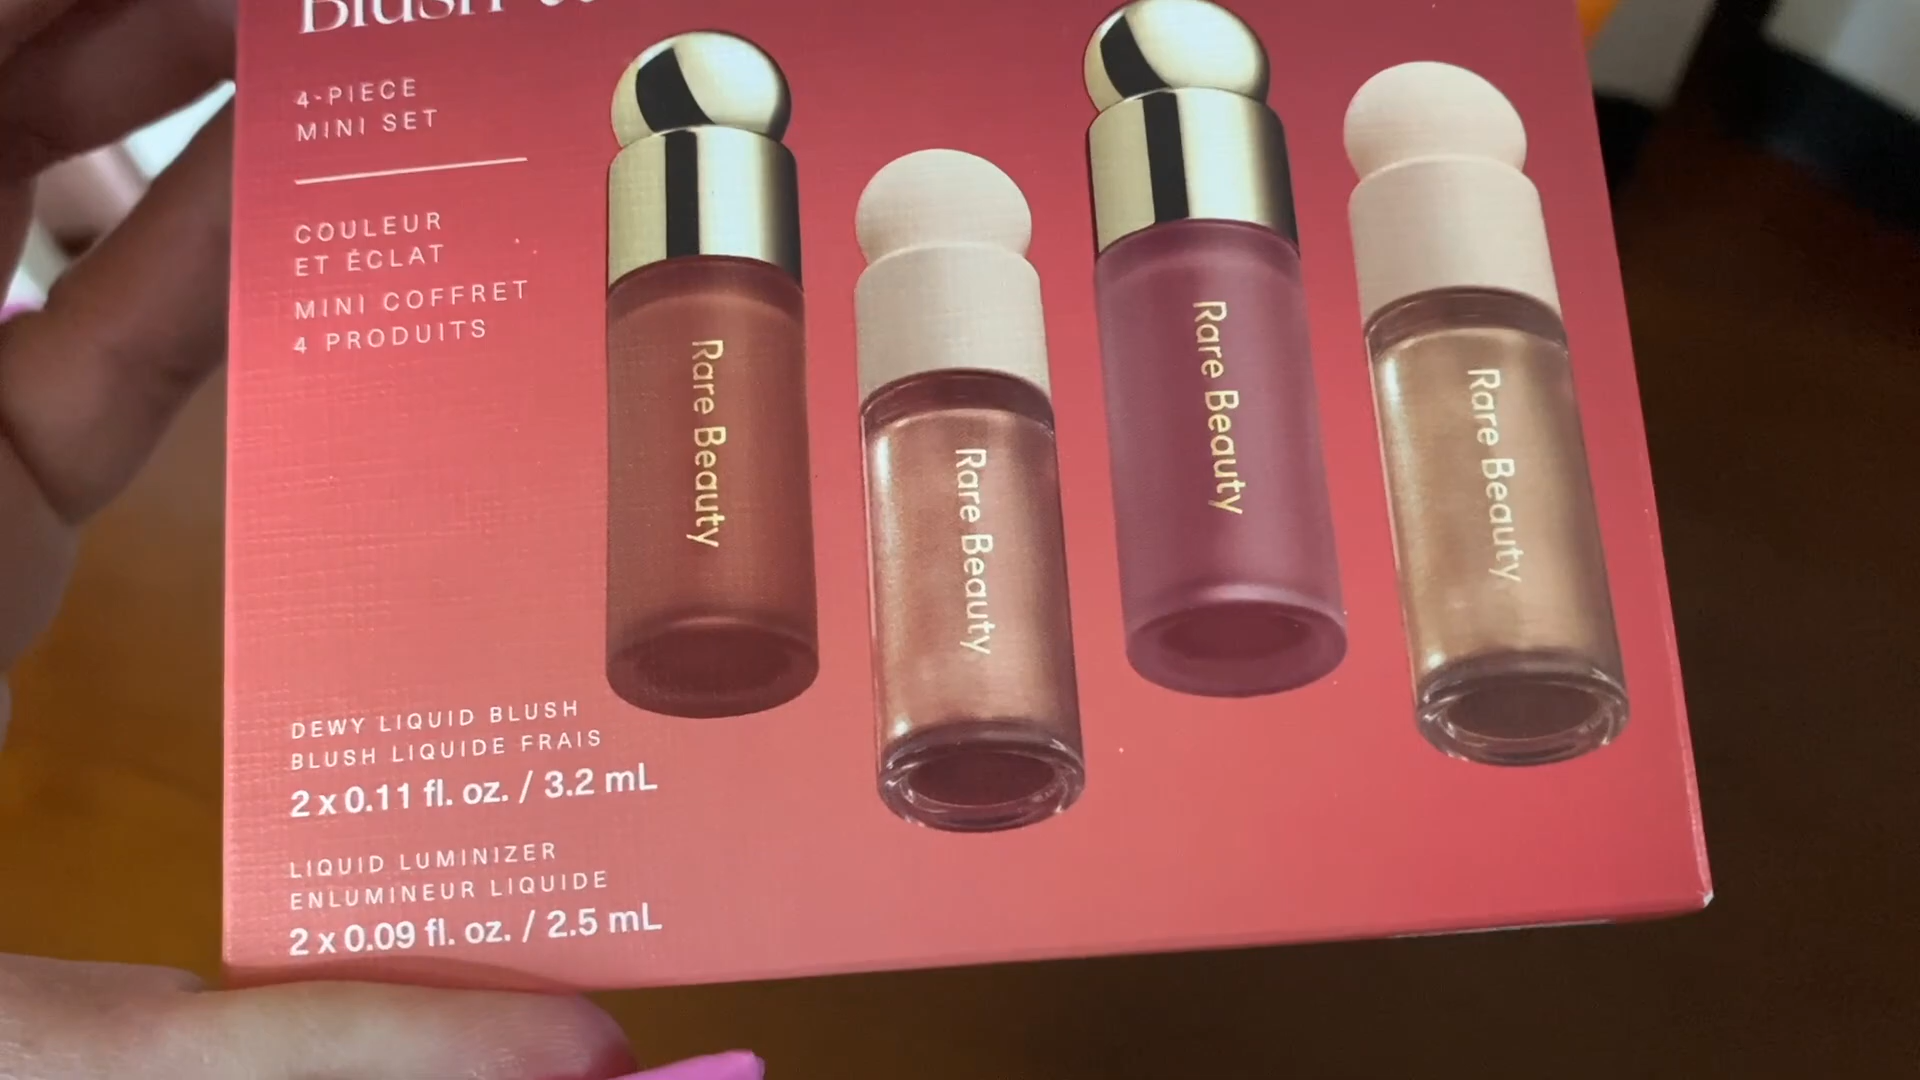 Blush &
4-PIECE
MINI SET
COULEUR
ET ÉCLAT
MINI COFFRET
4 PRODUITS
Rare Beauty
Rare Beauty
Rare Beauty
Rare Beauty
DEWY LIQUID BLUSH
BLUSH LIQUIDE FRAIS
2 x 0.11 fl. oz. / 3.2 mL
LIQUID LUMINIZER
ENLUMINEUR LIQUIDE
2 x 0.09 fl. oz. / 2.5 mL